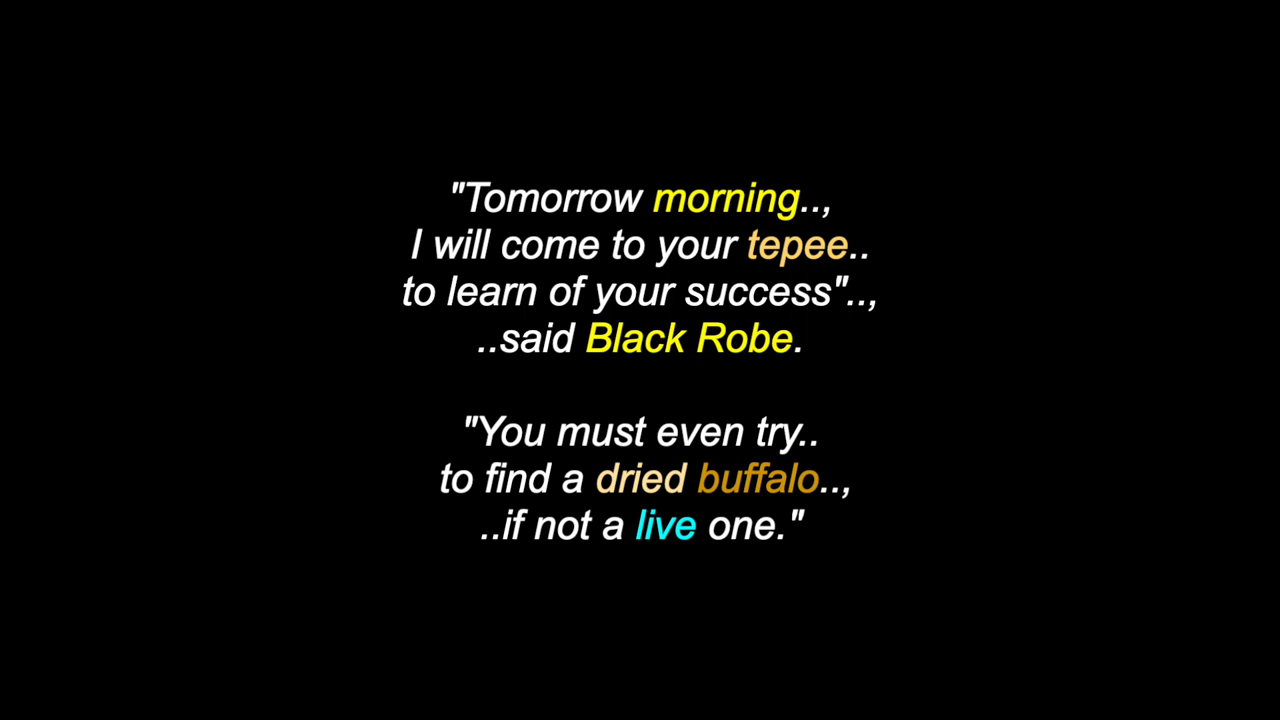 "Tomorrow morning..,
I will come to your tepee..
to learn of your success"..,
..said Black Robe.
"You must even try..
to find a dried buffalo..,
..if not a live one."